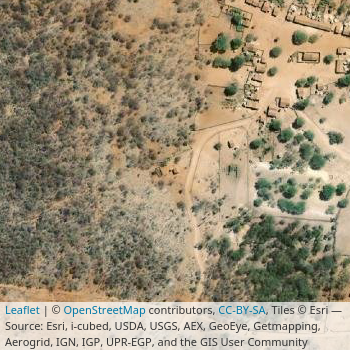 Leaflet | © OpenStreetMap contributors, CC-BY-SA, Tiles © Esri —
Source: Esri, i-cubed, USDA, USGS, AEX, GeoEye, Getmapping,
Aerogrid, IGN, IGP, UPR-EGP, and the GIS User Community